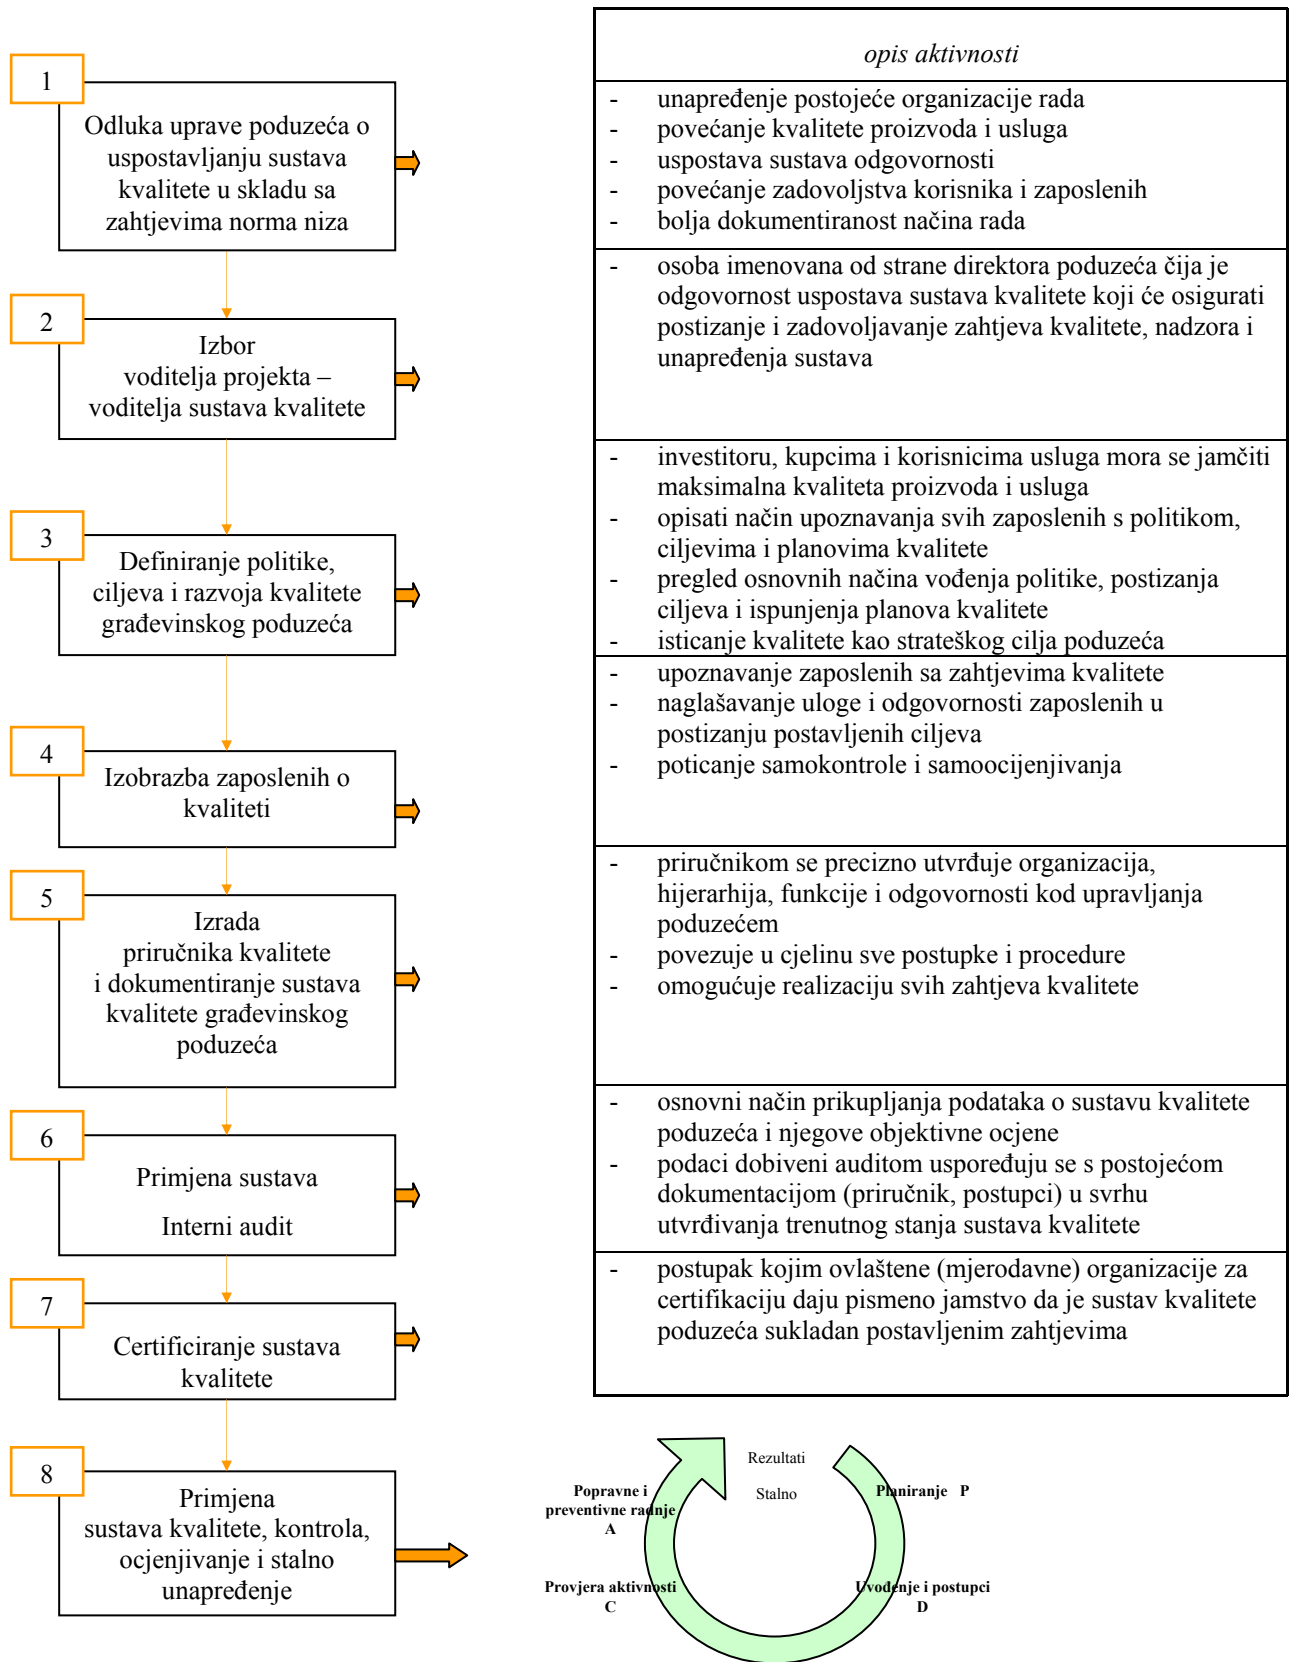 opis aktivnosti
1
Odluka uprave poduzeća o
uspostavljanju sustava
kvalitete u skladu sa
zahtjevima norma niza
- unapređenje postojeće organizacije rada
- povećanje kvalitete proizvoda i usluga
- uspostava sustava odgovornosti
- povećanje zadovoljstva korisnika i zaposlenih
- bolja dokumentiranost načina rada
2
Izbor
voditelja projekta –
voditelja sustava kvalitete
- osoba imenovana od strane direktora poduzeća čija je
odgovornost uspostava sustava kvalitete koji će osigurati
postizanje i zadovoljavanje zahtjeva kvalitete, nadzora i
unapređenja sustava
3
Definiranje politike,
ciljeva i razvoja kvalitete
građevinskog poduzeća
- investitoru, kupcima i korisnicima usluga mora se jamčiti
maksimalna kvaliteta proizvoda i usluga
- opisati način upoznavanja svih zaposlenih s politikom,
ciljevima i planovima kvalitete
- pregled osnovnih načina vođenja politike, postizanja
ciljeva i ispunjenja planova kvalitete
- isticanje kvalitete kao strateškog cilja poduzeća
4
Izobrazba zaposlenih o
kvaliteti
- upoznavanje zaposlenih sa zahtjevima kvalitete
- naglašavanje uloge i odgovornosti zaposlenih u
postizanju postavljenih ciljeva
- poticanje samokontrole i samoocijenjivanja
5
Izrada
priručnika kvalitete
i dokumentiranje sustava
kvalitete građevinskog
poduzeća
- priručnikom se precizno utvrđuje organizacija,
hijerarhija, funkcije i odgovornosti kod upravljanja
poduzećem
- povezuje u cjelinu sve postupke i procedure
- omogućuje realizaciju svih zahtjeva kvalitete
6
Primjena sustava
Interni audit
- osnovni način prikupljanja podataka o sustavu kvalitete
poduzeća i njegove objektivne ocjene
- podaci dobiveni auditom uspoređuju se s postojećom
dokumentacijom (priručnik, postupci) u svrhu
utvrđivanja trenutnog stanja sustava kvalitete
7
Certificiranje sustava
kvalitete
- postupak kojim ovlaštene (mjerodavne) organizacije za
certifikaciju daju pismeno jamstvo da je sustav kvalitete
poduzeća sukladan postavljenim zahtjevima
8
Primjena
sustava kvalitete, kontrola,
ocjenjivanje i stalno
unapređenje
Rezultati
Stalno
Planiranje P
Uvođenje i postupci
D
Provjera aktivnosti
C
Popravne i
preventivne radnje
A